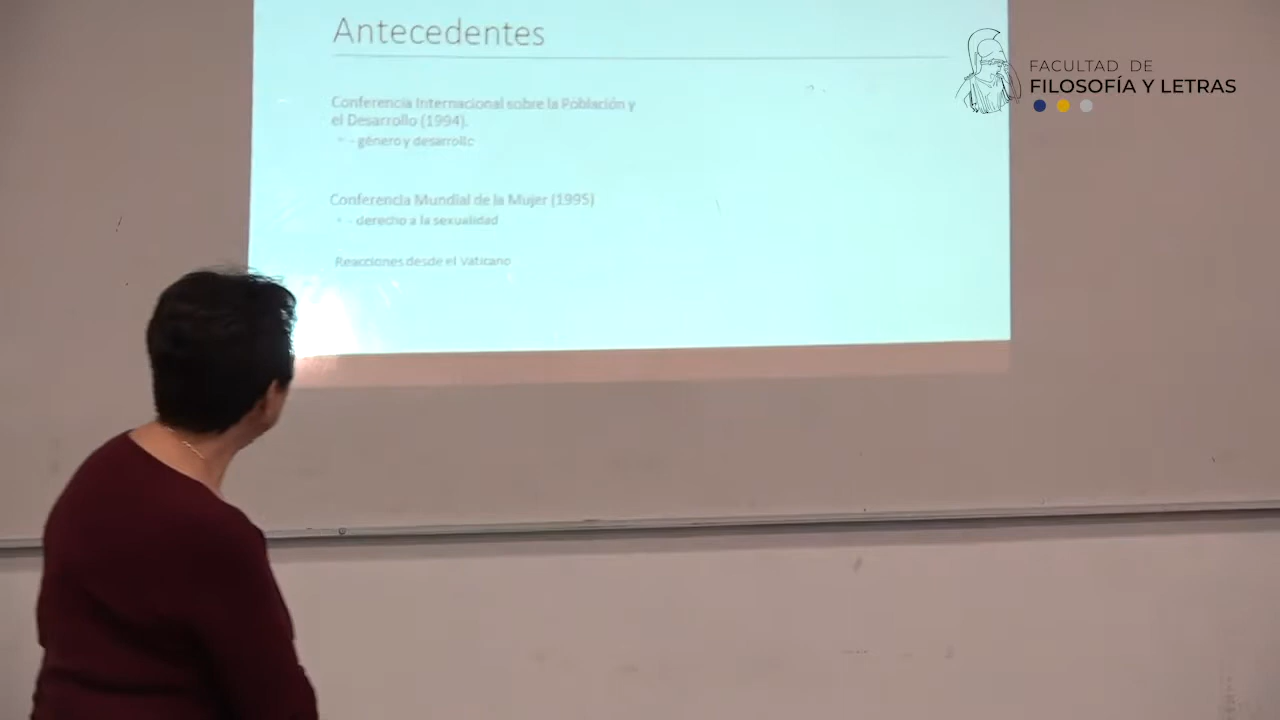 Antecedentes
Conferencia Internacional sobre la Población y
el Desarrollo (1994).
- género y desarrollo
Conferencia Mundial de la Mujer (1995)
- derecho a la sexualidad
Reacciones desde el Vaticano
FACULTAD DE
FILOSOFÍA Y LETRAS